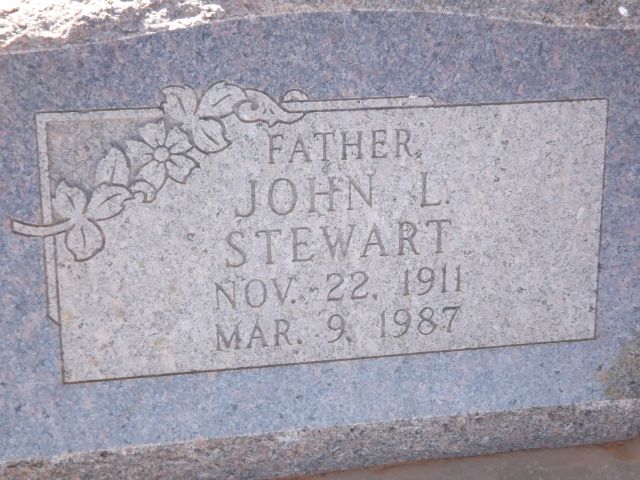 FATHER
JOHN L.
STEWART
NOV. 22, 1911
MAR. 9, 1987